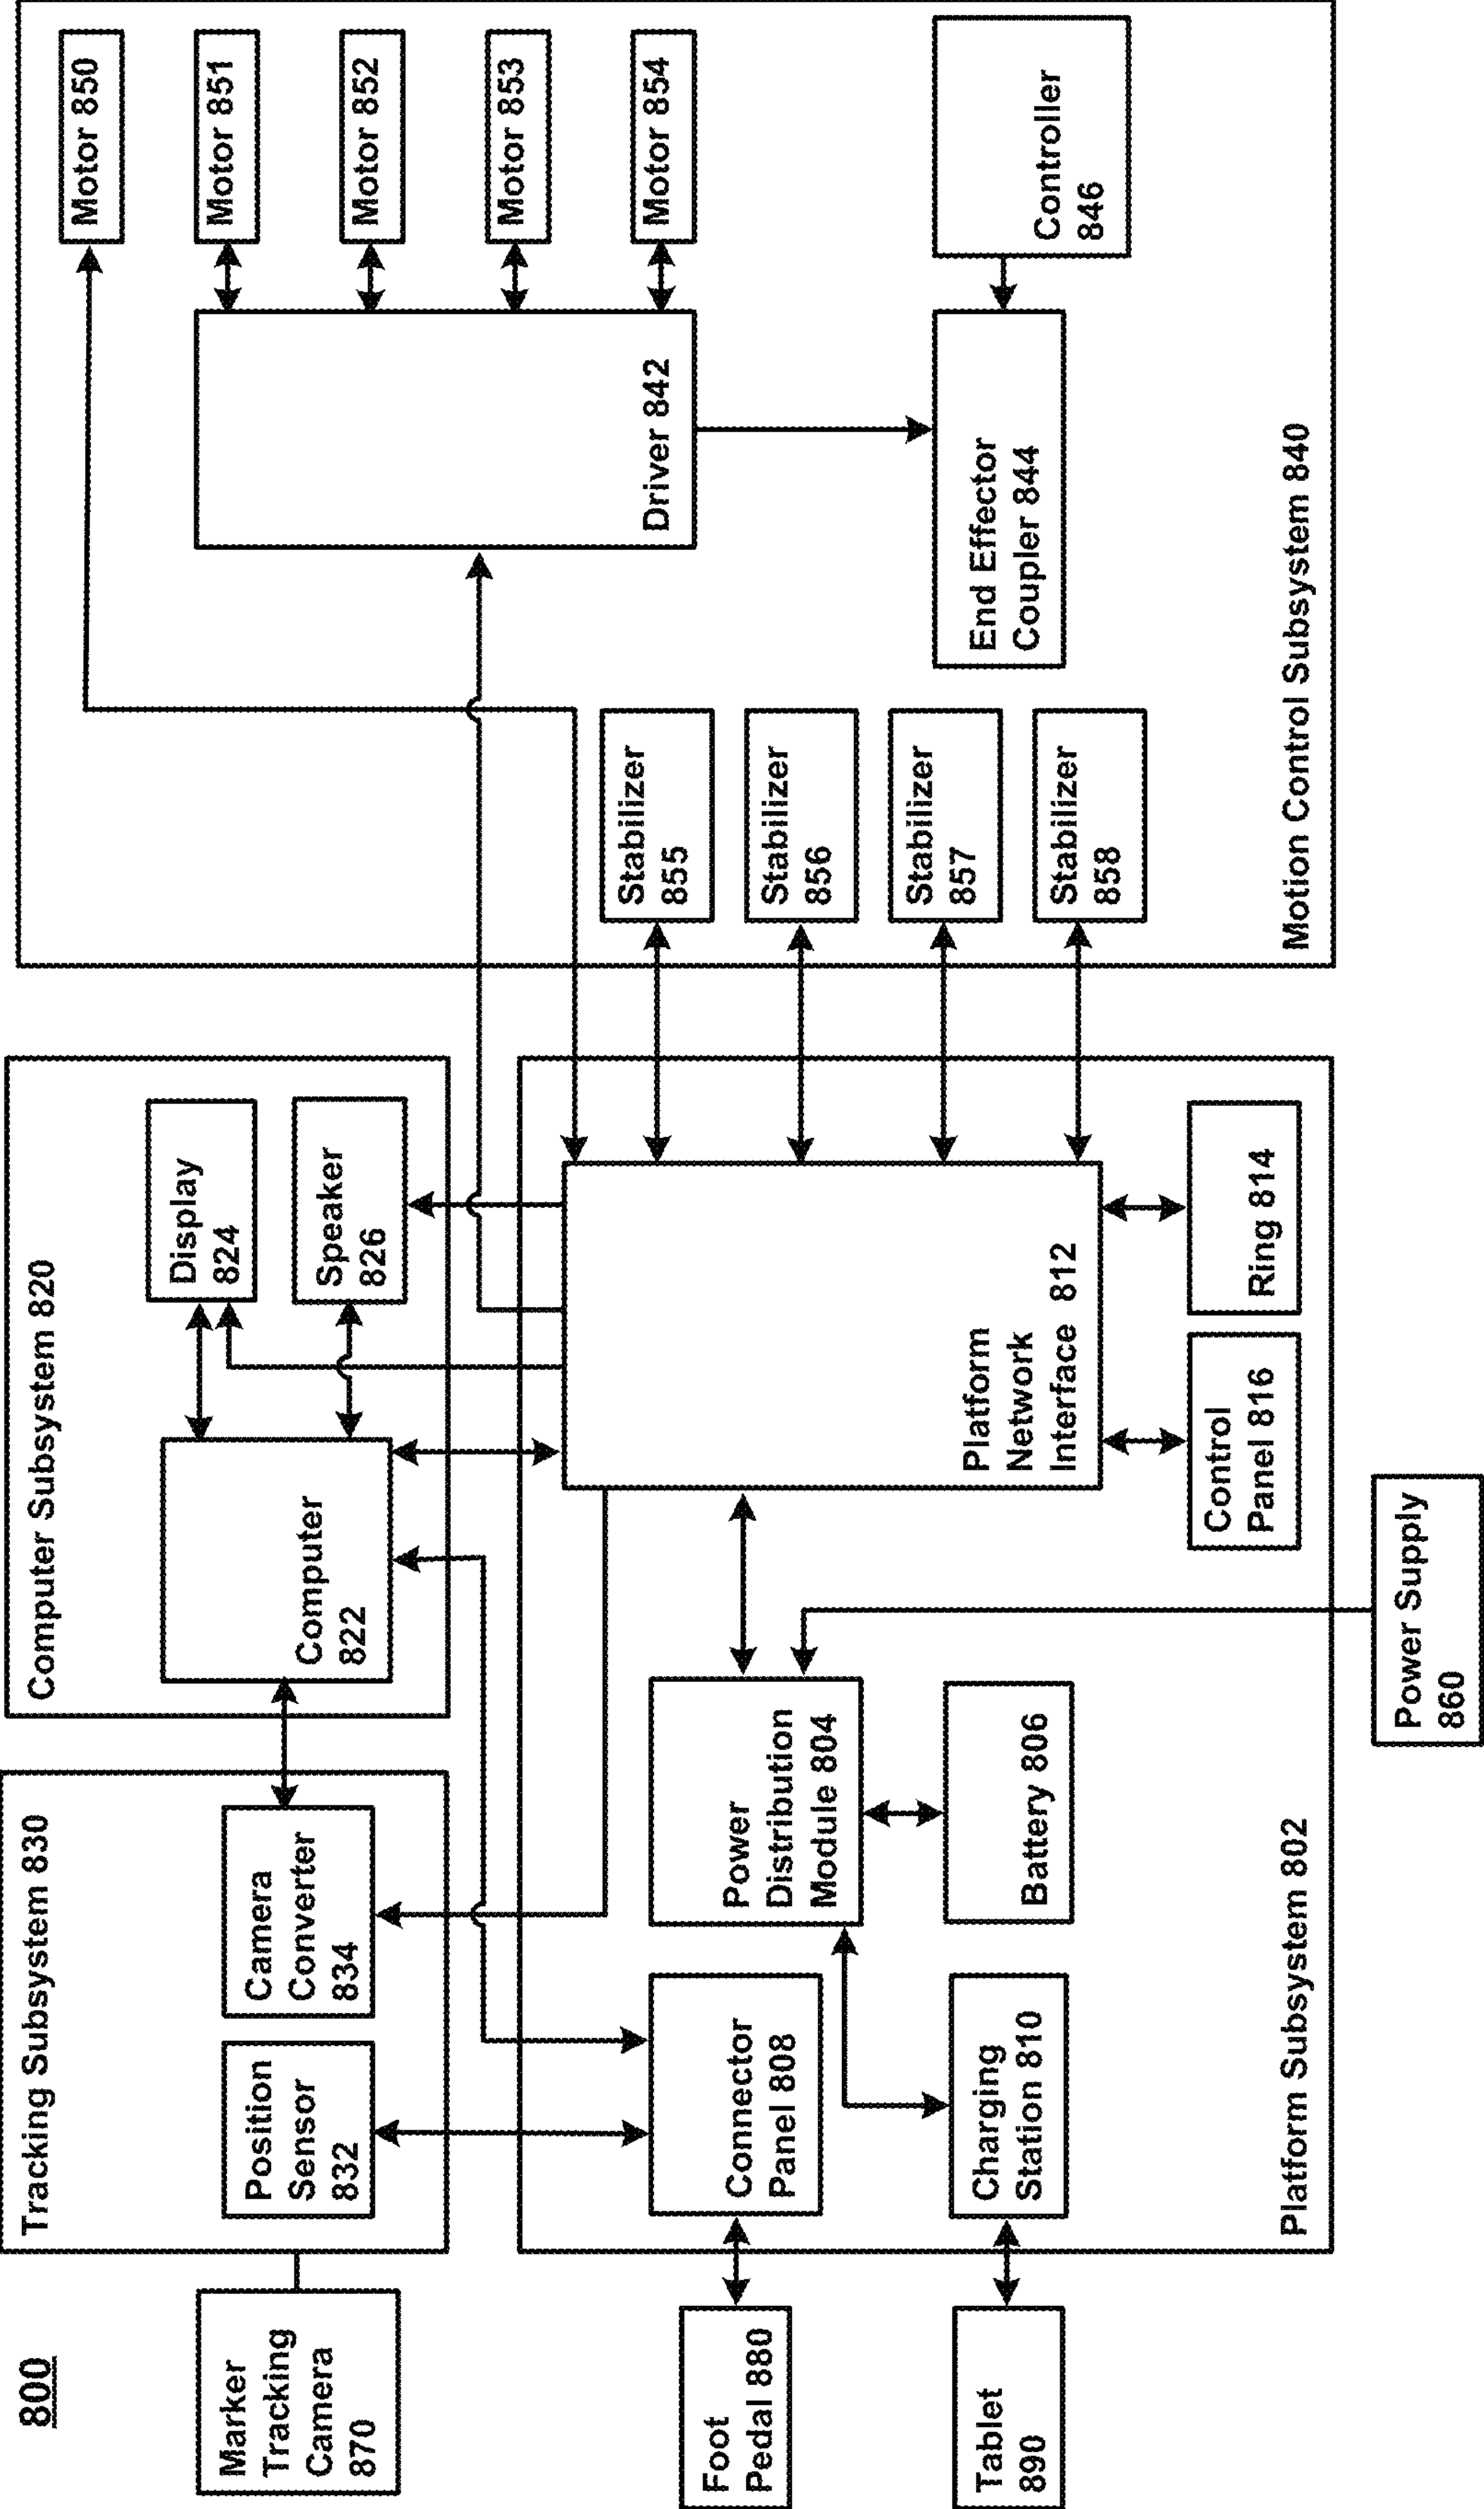 800
Marker
Tracking
Camera
870
Tracking Subsystem 830
Position
Sensor
832
Camera
Converter
834
Computer Subsystem 820
Computer
822
Display
824
Speaker
826
Foot
Pedal 880
Tablet
890
Connector
Panel 808
Charging
Station 810
Power
Distribution
Module 804
Battery 806
Platform
Network
Interface 812
Control
Panel 816
Ring 814
Platform Subsystem 802
Power Supply
860
Motor 850
Motor 851
Motor 852
Motor 853
Motor 854
Driver 842
Stabilizer
855
Stabilizer
856
Stabilizer
857
Stabilizer
858
End Effector
Coupler 844
Controller
846
Motion Control Subsystem 840